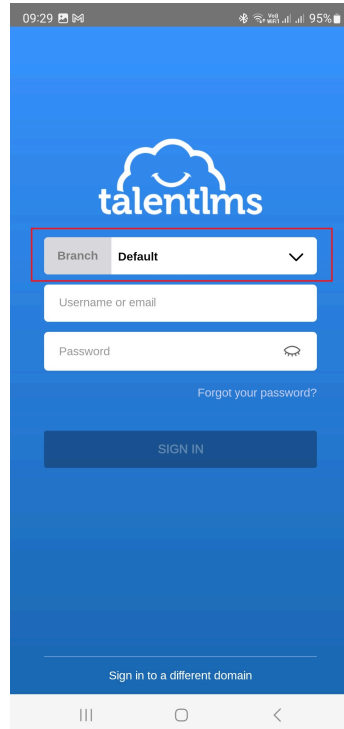 09:29 95%
talentlms
Branch Default
Username or email
Password
Forgot your password?
SIGN IN
Sign in to a different domain